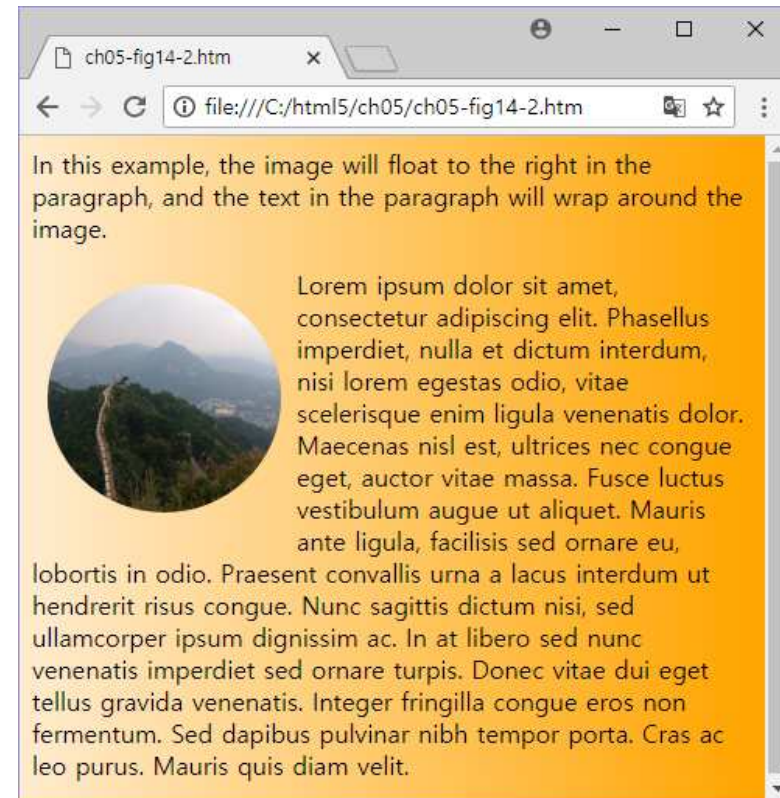 ch05-fig14-2.htm
file:///C:/html5/ch05/ch05-fig14-2.htm
In this example, the image will float to the right in the
paragraph, and the text in the paragraph will wrap around the
image.
Lorem ipsum dolor sit amet,
consectetur adipiscing elit. Phasellus
imperdiet, nulla et dictum interdum,
nisi lorem egestas odio, vitae
scelerisque enim ligula venenatis dolor.
Maecenas nisl est, ultrices nec congue
eget, auctor vitae massa. Fusce luctus
vestibulum augue ut aliquet. Mauris
ante ligula, facilisis sed ornare eu,
lobortis in odio. Praesent convallis urna a lacus interdum ut
hendrerit risus congue. Nunc sagittis dictum nisi, sed
ullamcorper ipsum dignissim ac. In at libero sed nunc
venenatis imperdiet sed ornare turpis. Donec vitae dui eget
tellus gravida venenatis. Integer fringilla congue eros non
fermentum. Sed dapibus pulvinar nibh tempor porta. Cras ac
leo purus. Mauris quis diam velit.